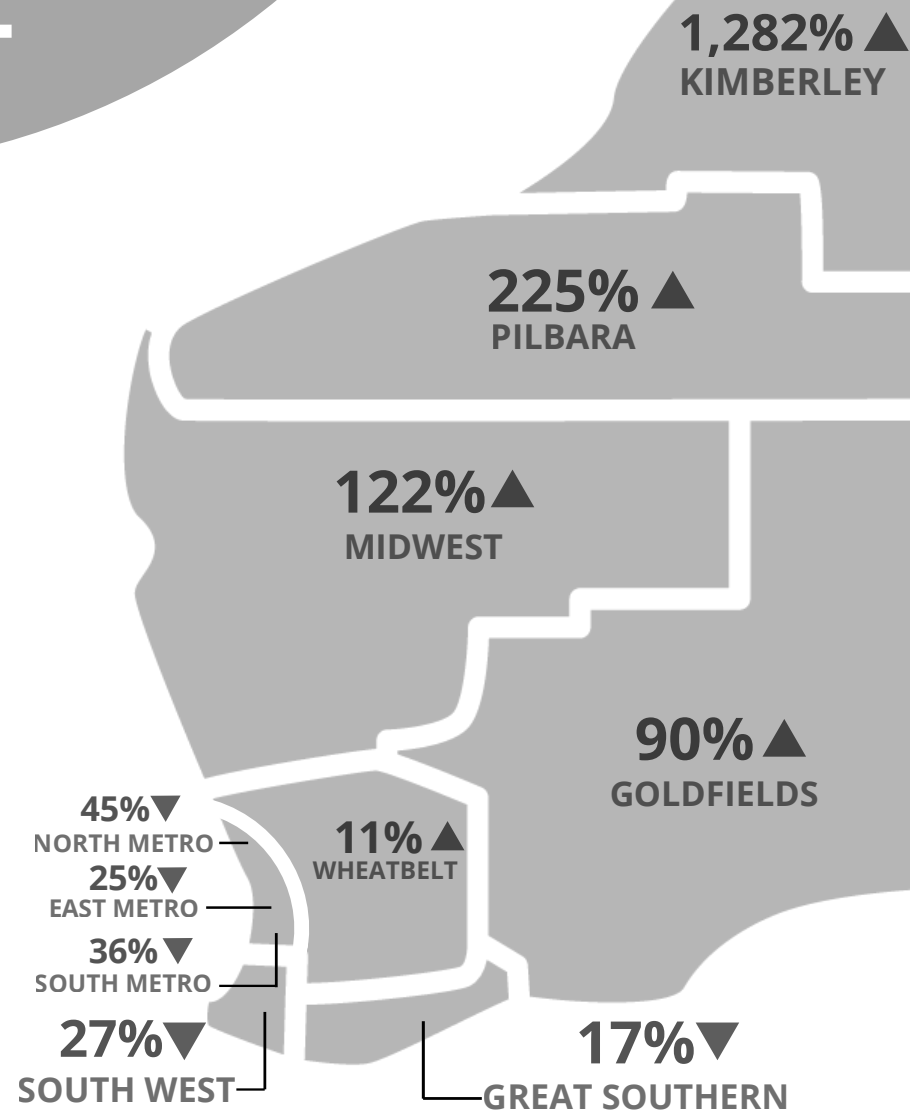 1,282% ▲
KIMBERLEY
225% ▲
PILBARA
122% ▲
MIDWEST
90% ▲
GOLDFIELDS
45% ▼
NORTH METRO
11% ▲
WHEATBELT
25% ▼
EAST METRO
36% ▼
SOUTH METRO
27% ▼
SOUTH WEST
17% ▼
GREAT SOUTHERN